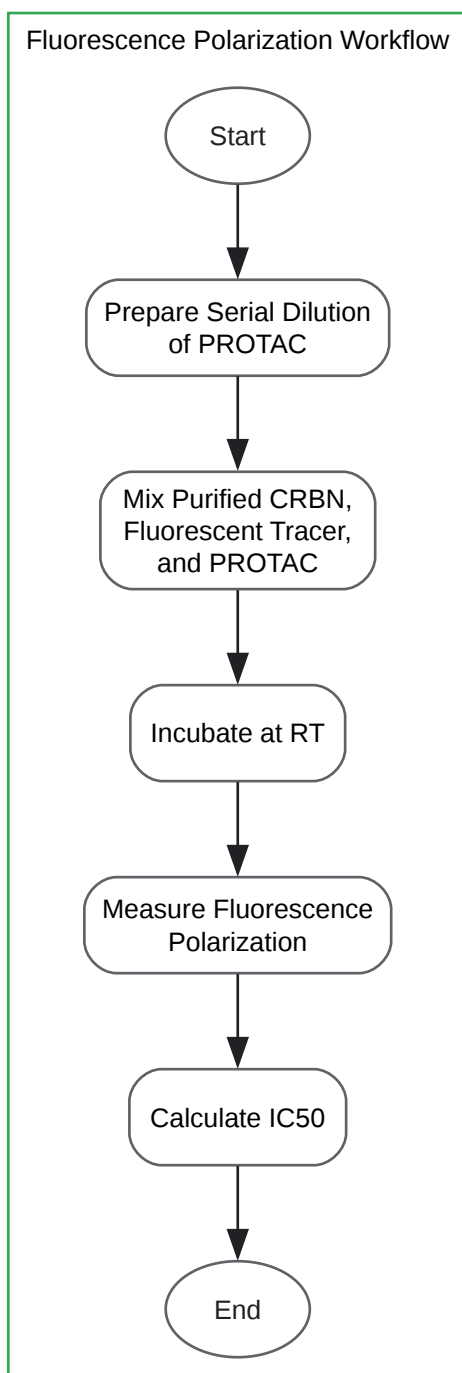 Fluorescence Polarization Workflow
Start
Prepare Serial Dilution
of PROTAC
Mix Purified CRBN,
Fluorescent Tracer,
and PROTAC
Incubate at RT
Measure Fluorescence
Polarization
Calculate IC50
End